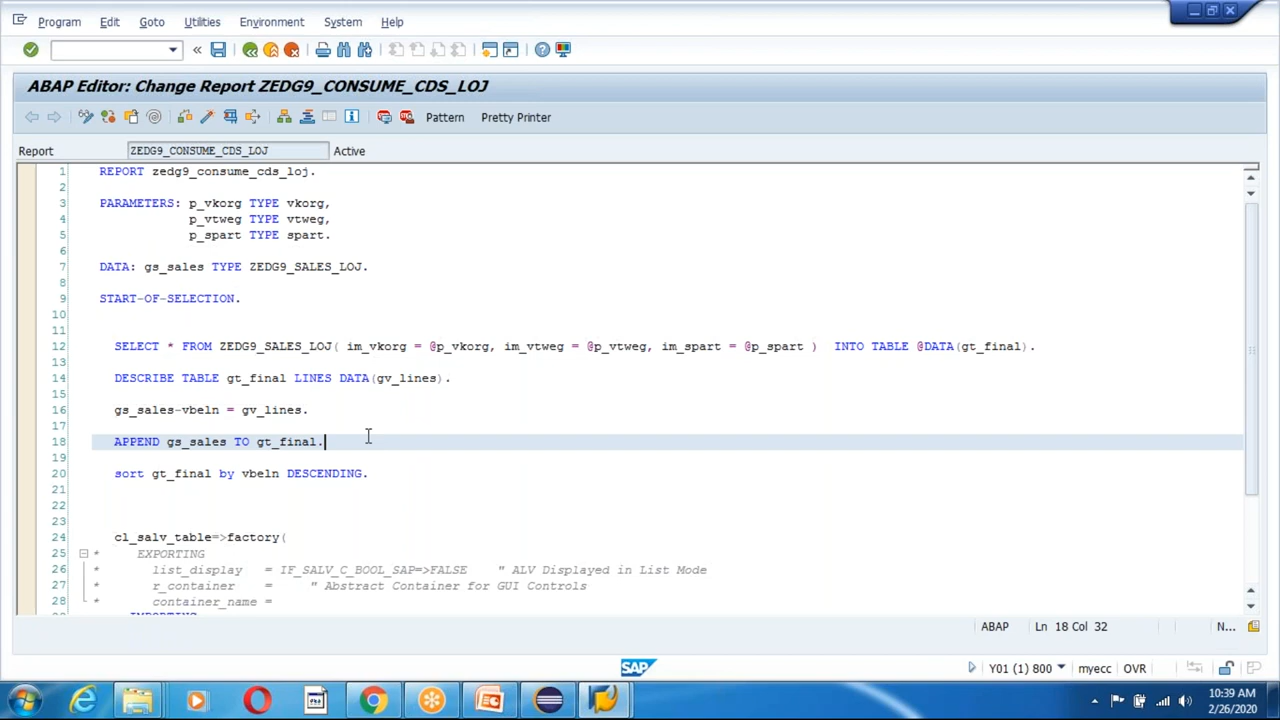 Program Edit Goto Utilities Environment System Help
«
ABAP Editor: Change Report ZEDG9_CONSUME_CDS_LOJ
Pattern Pretty Printer
Report ZEDG9_CONSUME_CDS_LOJ Active
1 REPORT zedg9_consume_cds_loj.
2
3 PARAMETERS: p_vkorg TYPE vkorg,
4 p_vtweg TYPE vtweg,
5 p_spart TYPE spart.
6
7 DATA: gs_sales TYPE ZEDG9_SALES_LOJ.
8
9 START-OF-SELECTION.
10
11
12 SELECT * FROM ZEDG9_SALES_LOJ( im_vkorg = @p_vkorg, im_vtweg = @p_vtweg, im_spart = @p_spart ) INTO TABLE @DATA(gt_final).
13
14 DESCRIBE TABLE gt_final LINES DATA(gv_lines).
15
16 gs_sales-vbeln = gv_lines.
17
18 APPEND gs_sales TO gt_final.
19
20 sort gt_final by vbeln DESCENDING.
21
22
23
24 cl_salv_table=>factory(
25 * EXPORTING
26 * list_display = IF_SALV_C_BOOL_SAP=>FALSE " ALV Displayed in List Mode
27 * r_container = " Abstract Container for GUI Controls
28 * container_name =
IMPORTING
ABAP Ln 18 Col 32 N...
SAP Y01 (1) 800 myecc OVR
10:39 AM
2/26/2020